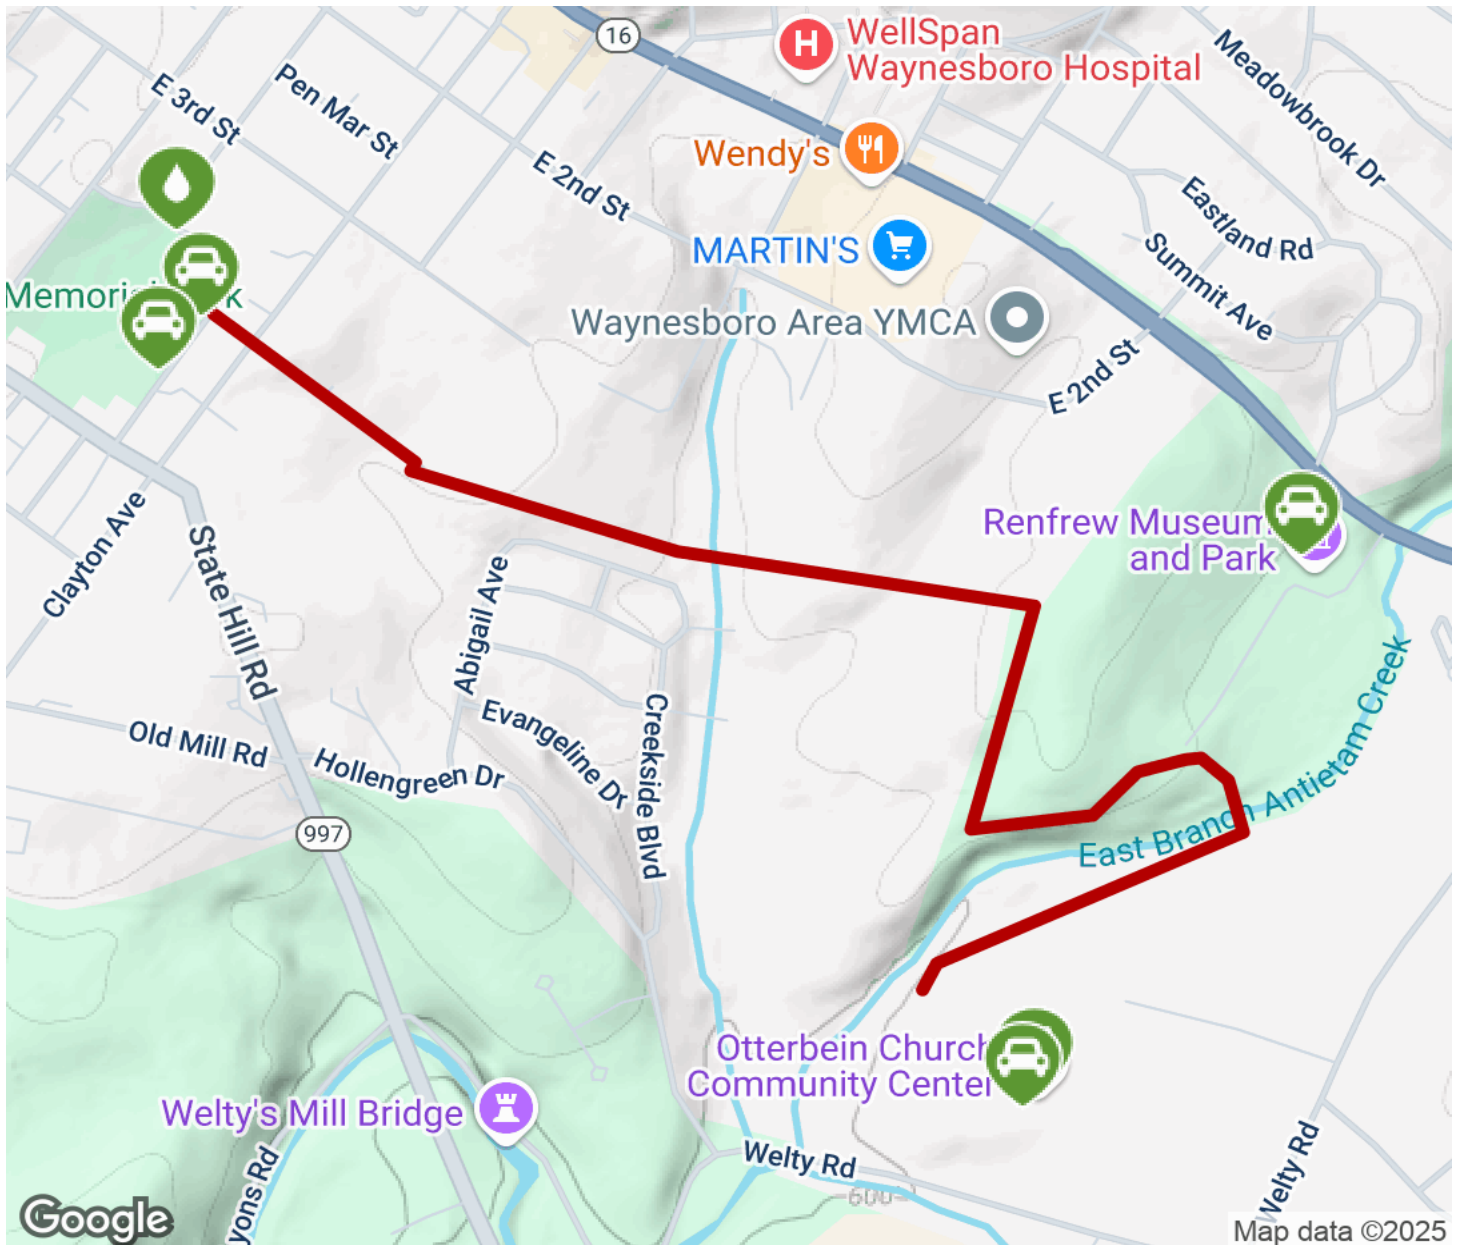 16
WellSpan
Waynesboro Hospital
Meadowbrook Dr
Pen Mar St
E 3rd St
Wendy's
E 2nd St
Eastland Rd
Summit Ave
MARTIN'S
Waynesboro Area YMCA
E 2nd St
Clayton Ave
State Hill Rd
Renfrew Museum
and Park
Abigail Ave
Evangeline Dr
Creekside Blvd
Old Mill Rd
Hollengreen Dr
997
East Branch Antietam Creek
Otterbein Church
Community Center
Welty's Mill Bridge
Welty Rd
600
Welty Rd
yons Rd
Google
Map data ©2025